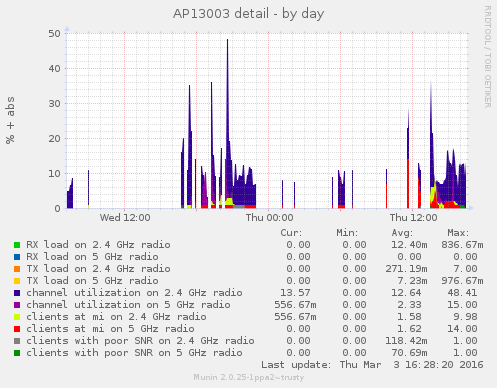 AP13003 detail - by day
RRDTOOL / TOBI OETIKER
% + abs
50
40
30
20
10
0
Wed 12:00 Thu 00:00 Thu 12:00
Cur: Min: Avg: Max:
RX load on 2.4 GHz radio 0.00 0.00 12.40m 836.67m
RX load on 5 GHz radio 0.00 0.00 0.00 0.00
TX load on 2.4 GHz radio 0.00 0.00 271.19m 7.00
TX load on 5 GHz radio 0.00 0.00 7.23m 976.67m
channel utilization on 2.4 GHz radio 13.57 0.00 12.64 48.41
channel utilization on 5 GHz radio 556.67m 0.00 2.33 15.00
clients at mi on 2.4 GHz radio 556.67m 0.00 1.58 9.98
clients at mi on 5 GHz radio 0.00 0.00 1.62 14.00
clients with poor SNR on 2.4 GHz radio 0.00 0.00 118.42m 1.00
clients with poor SNR on 5 GHz radio 0.00 0.00 70.69m 1.00
Last update: Thu Mar 3 16:28:20 2016
Munin 2.0.25-1ppa2~trusty